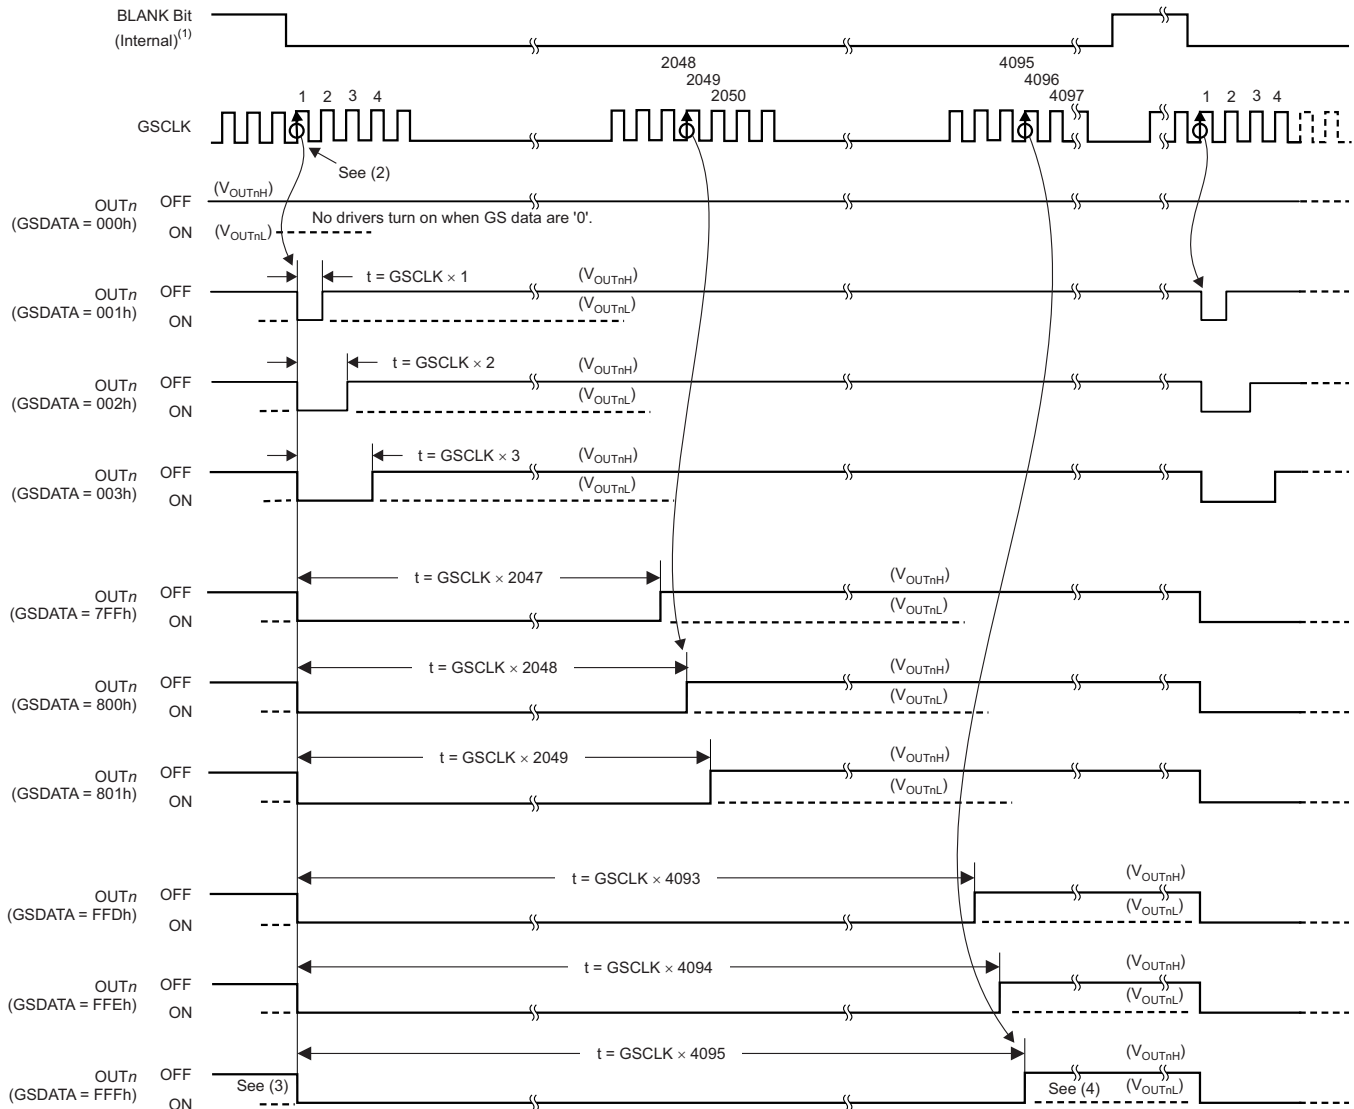 BLANK Bit
(Internal)(1)
2048
2049
2050
4095
4096
4097
1 2 3 4
1 2 3 4
GSCLK
See (2)
OUTn
(GSDATA = 000h)
OFF
ON
(VOUTnH)
(VOUTnL)
No drivers turn on when GS data are '0'.
OUTn
(GSDATA = 001h)
OFF
ON
t = GSCLK × 1
(VOUTnH)
(VOUTnL)
OUTn
(GSDATA = 002h)
OFF
ON
t = GSCLK × 2
(VOUTnH)
(VOUTnL)
OUTn
(GSDATA = 003h)
OFF
ON
t = GSCLK × 3
(VOUTnH)
(VOUTnL)
OUTn
(GSDATA = 7FFh)
OFF
ON
t = GSCLK × 2047
(VOUTnH)
(VOUTnL)
OUTn
(GSDATA = 800h)
OFF
ON
t = GSCLK × 2048
(VOUTnH)
(VOUTnL)
OUTn
(GSDATA = 801h)
OFF
ON
t = GSCLK × 2049
(VOUTnH)
(VOUTnL)
OUTn
(GSDATA = FFDh)
OFF
ON
t = GSCLK × 4093
(VOUTnH)
(VOUTnL)
OUTn
(GSDATA = FFEh)
OFF
ON
t = GSCLK × 4094
(VOUTnH)
(VOUTnL)
OUTn
(GSDATA = FFFh)
OFF
ON
See (3)
t = GSCLK × 4095
See (4)
(VOUTnH)
(VOUTnL)